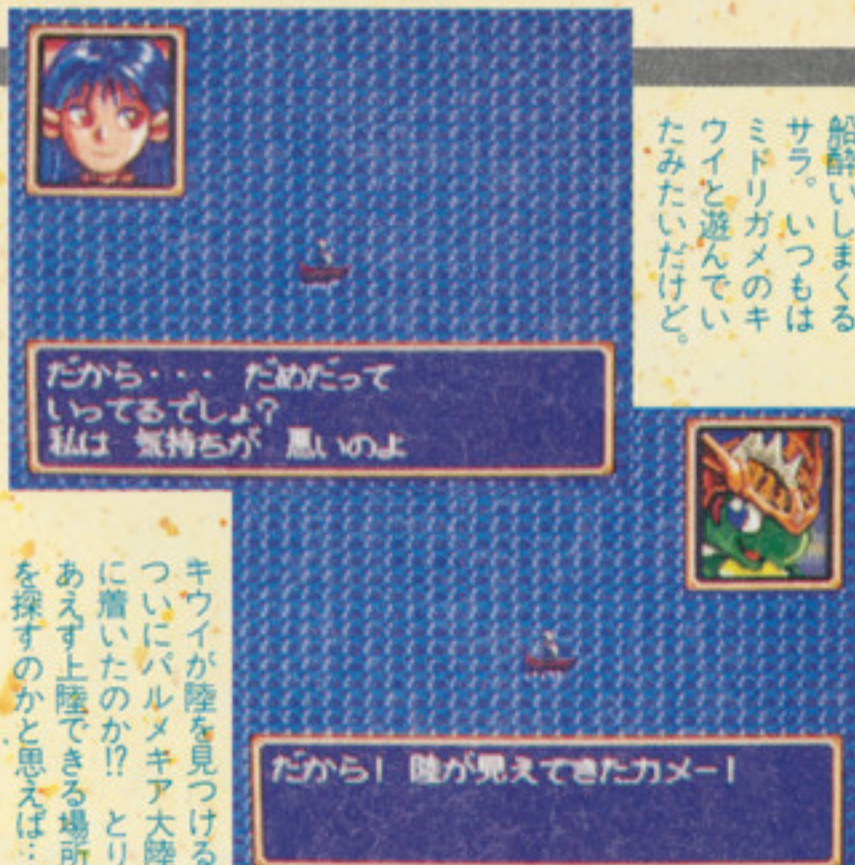 船酔いしまくる
サラ。いつもは
ミドリガメのキ
ウイと遊んでい
たみたいだけど。
だから・・・ だめだって
いってるでしょ?
私は 気持ちが 悪いのよ
だから! 陸が見えてきたカメー!
キウイが陸を見つける
ついにパルメキア大陸
に着いたのか!? とり
あえず上陸できる場所
を探すのかと思えば…